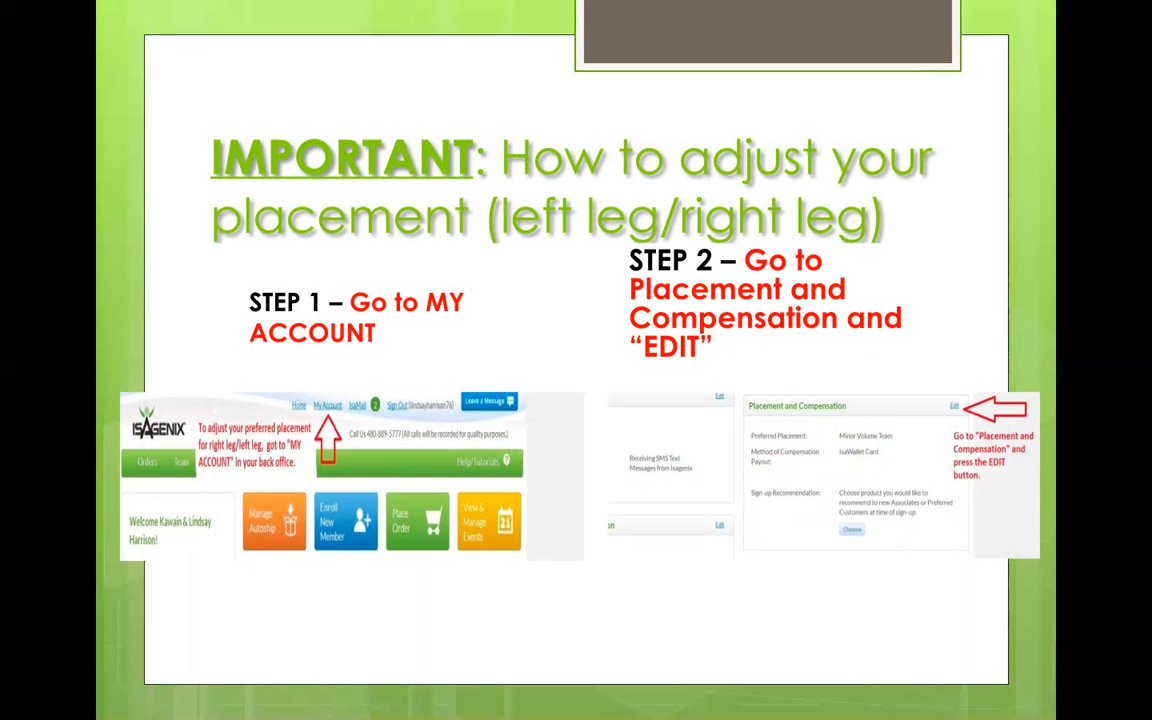 IMPORTANT: How to adjust your
placement (left leg/right leg)
STEP 1 – Go to MY
ACCOUNT
STEP 2 – Go to
Placement and
Compensation and
“EDIT”
Home My Account IsaMail 2 Sign Out (lindsayharrison76) Leave a Message
ISAGENIX
To adjust your preferred placement
for right leg/left leg, got to "MY
ACCOUNT" in your back office.
Call Us 480-889-5777 (All calls will be recorded for quality purposes.)
Orders Team Help/Tutorials ?
Welcome Kawain & Lindsay
Harrison!
Manage
Autoship
Enroll
New
Member
Place
Order
View &
Manage
Events
21
Edit
Receiving SMS Text
Messages from Isagenix
on Edit
Placement and Compensation Edit
Preferred Placement: Minor Volume Team
Method of Compensation
Payout:
IsaWallet Card
Sign-up Recommendation:
Choose product you would like to
recommend to new Associates or Preferred
Customers at time of sign-up.
Choose
Go to "Placement and
Compensation" and
press the EDIT
button.